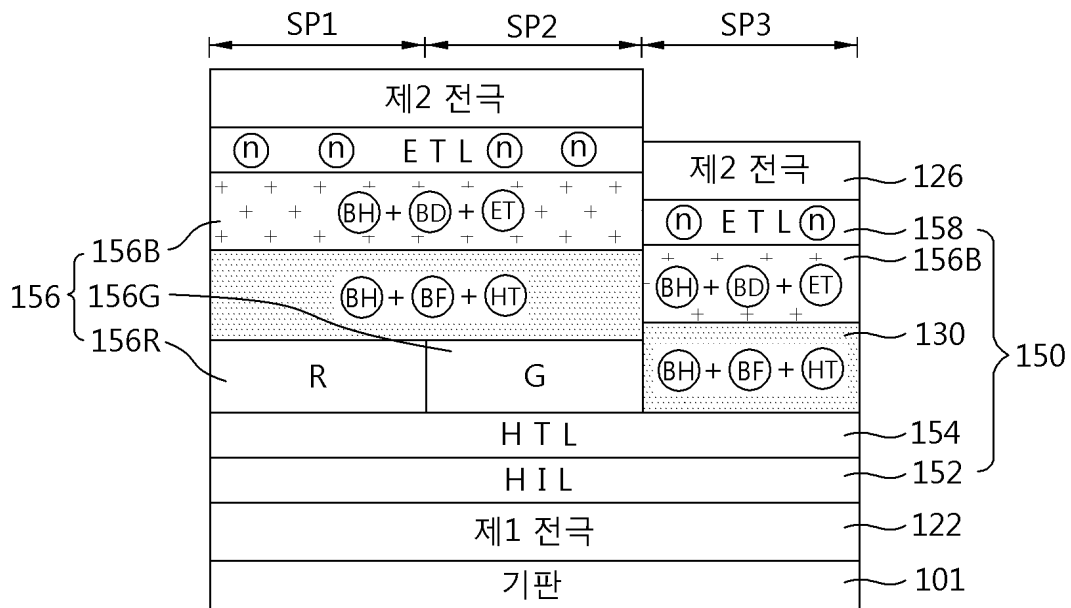 SP1 SP2 SP3
제2 전극
n n E T L n n
제2 전극 126
BH + BD + ET
n E T L n 158
156B 156B
BH + BD + ET
156 156G BH + BF + HT
130
156R R G BH + BF + HT 150
H T L 154
H I L 152
제1 전극 122
기판 101